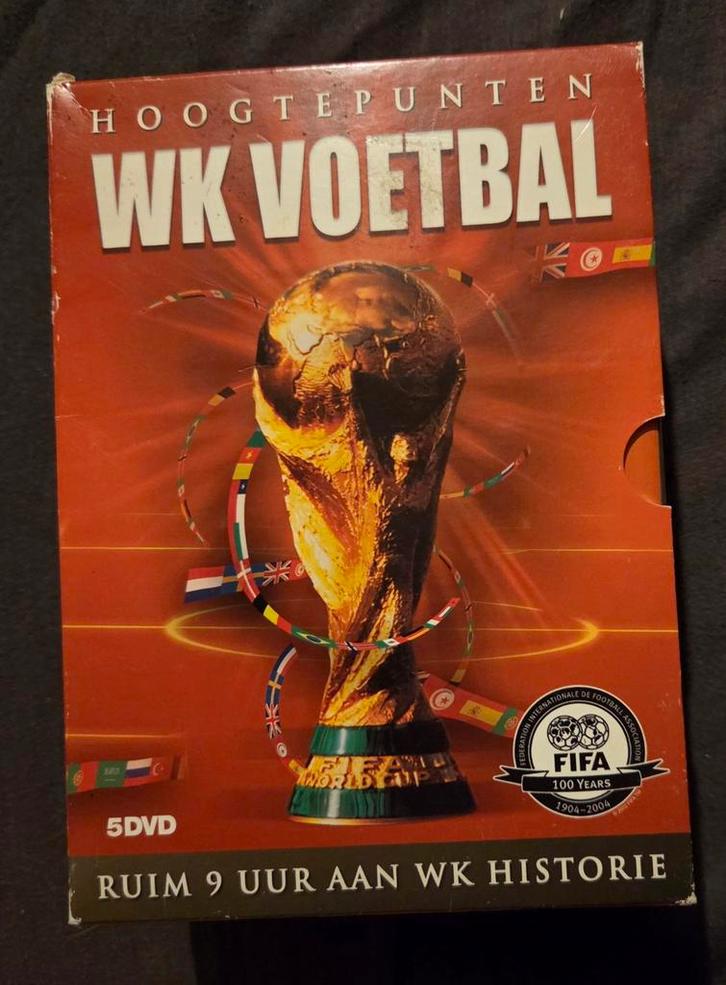 HOOGTEPUNTEN
WK VOETBAL
FIFA
WORLD CUP
FEDERATION INTERNATIONALE DE FOOTBALL ASSOCIATION
FIFA
100 YEARS
1904-2004
5DVD
RUIM 9 UUR AAN WK HISTORIE